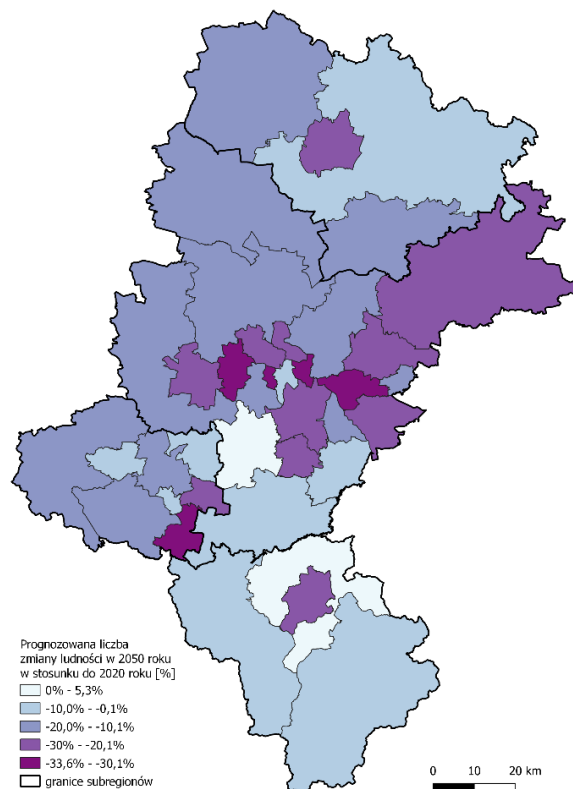 Prognozowana liczba
zmiany ludności w 2050 roku
w stosunku do 2020 roku [%]
0% - 5,3%
-10,0% - -0,1%
-20,0% - -10,1%
-30% - -20,1%
-33,6% - -30,1%
granice subregionów
0 10 20 km